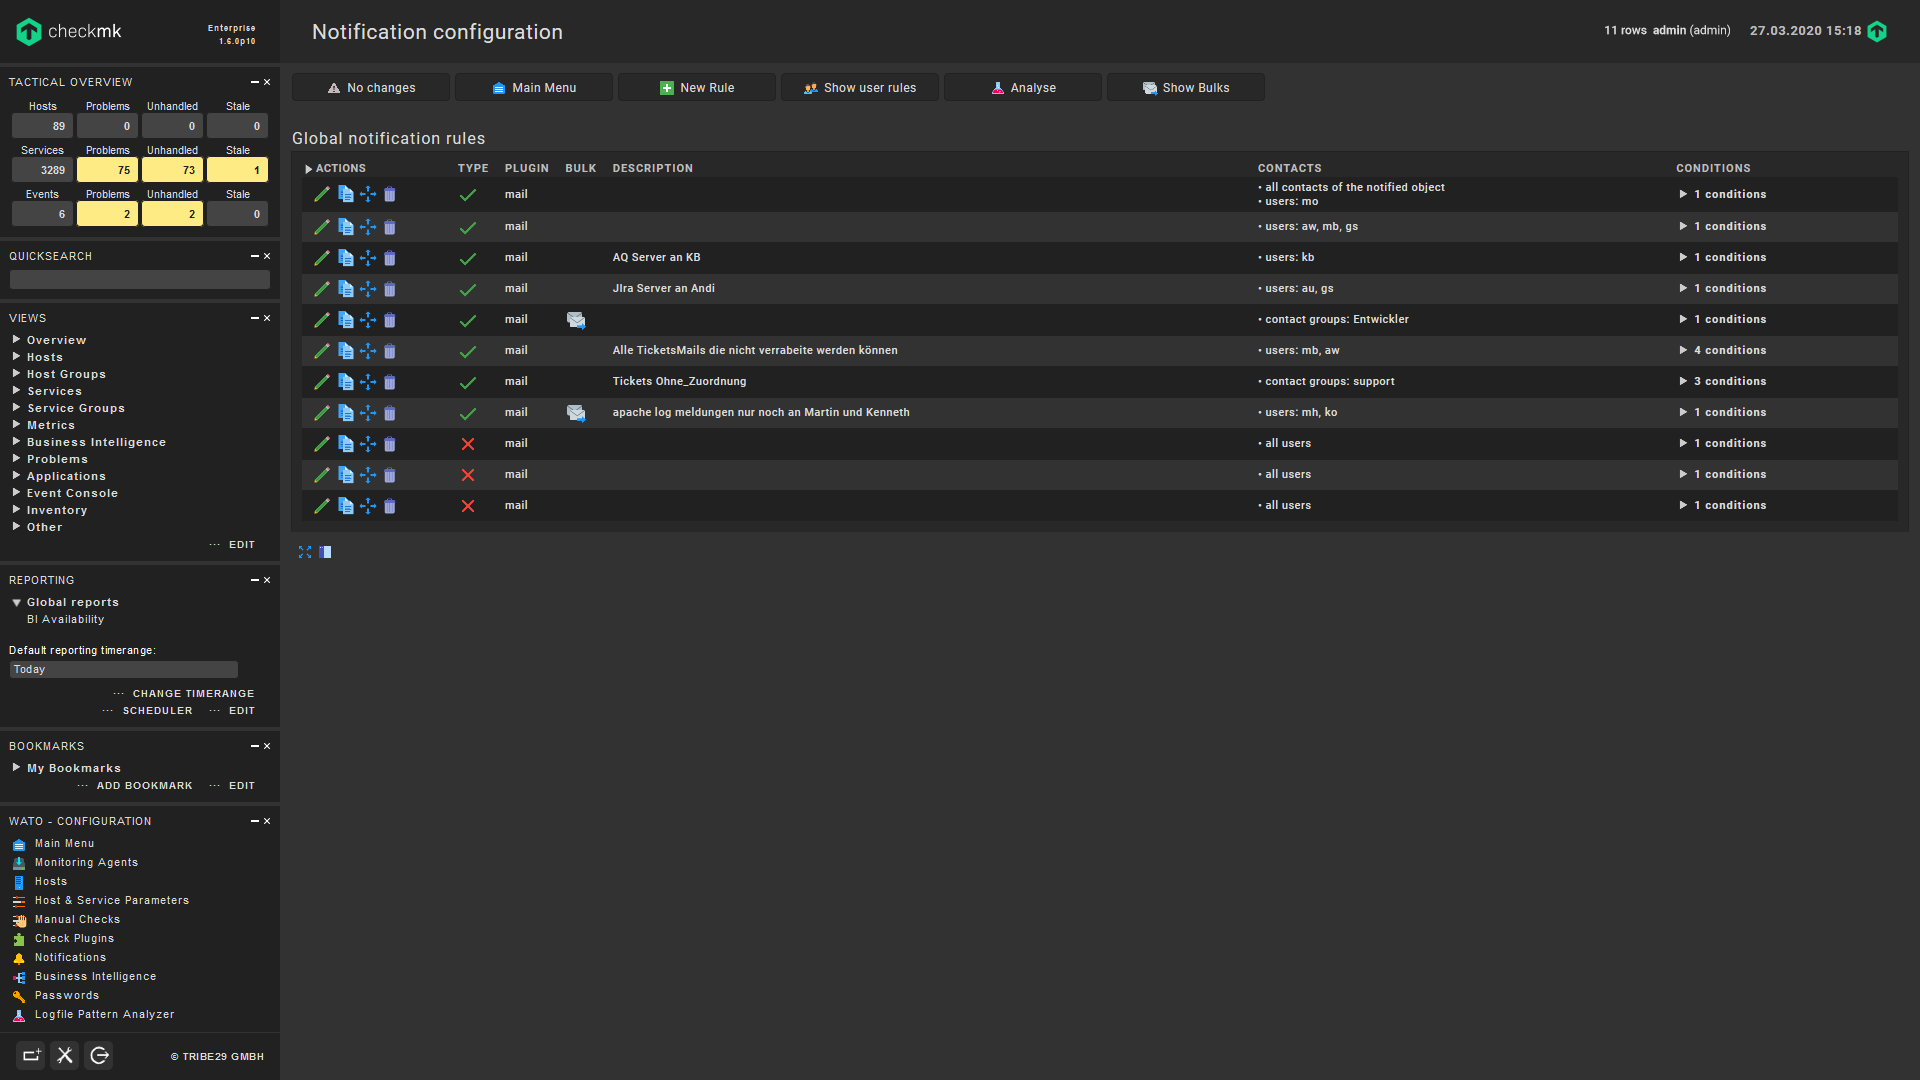 checkmk
Enterprise
1.6.0p10
Notification configuration
11 rows admin (admin) 27.03.2020 15:18
TACTICAL OVERVIEW
Hosts Problems Unhandled Stale
89 0 0 0
Services Problems Unhandled Stale
3289 75 73 1
Events Problems Unhandled Stale
6 2 2 0
QUICKSEARCH
VIEWS
Overview
Hosts
Host Groups
Services
Service Groups
Metrics
Business Intelligence
Problems
Applications
Event Console
Inventory
Other
··· EDIT
REPORTING
Global reports
BI Availability
Default reporting timerange:
Today
··· CHANGE TIMERANGE
··· SCHEDULER ··· EDIT
BOOKMARKS
My Bookmarks
··· ADD BOOKMARK ··· EDIT
WATO - CONFIGURATION
Main Menu
Monitoring Agents
Hosts
Host & Service Parameters
Manual Checks
Check Plugins
Notifications
Business Intelligence
Passwords
Logfile Pattern Analyzer
© TRIBE29 GMBH
No changes Main Menu New Rule Show user rules Analyse Show Bulks
Global notification rules
ACTIONS TYPE PLUGIN BULK DESCRIPTION CONTACTS CONDITIONS
mail • all contacts of the notified object 1 conditions
• users: mo
mail • users: aw, mb, gs 1 conditions
mail AQ Server an KB • users: kb 1 conditions
mail JIra Server an Andi • users: au, gs 1 conditions
mail • contact groups: Entwickler 1 conditions
mail Alle TicketsMails die nicht verrabeite werden können • users: mb, aw 4 conditions
mail Tickets Ohne_Zuordnung • contact groups: support 3 conditions
mail apache log meldungen nur noch an Martin und Kenneth • users: mh, ko 1 conditions
mail • all users 1 conditions
mail • all users 1 conditions
mail • all users 1 conditions